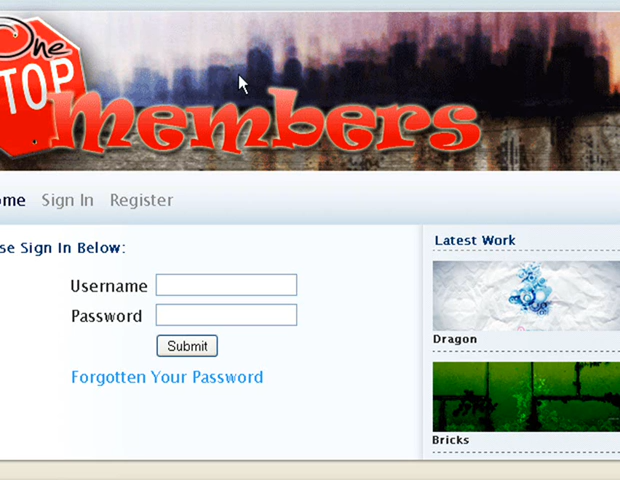 One
TOP
members
ome Sign In Register
se Sign In Below:
Username
Password
Submit
Forgotten Your Password
Latest Work
Dragon
Bricks